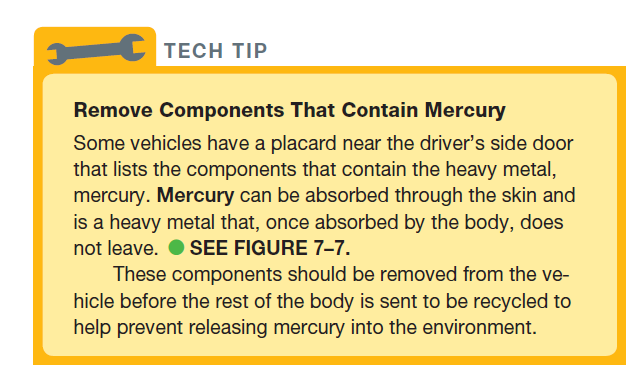 TECH TIP
Remove Components That Contain Mercury
Some vehicles have a placard near the driver’s side door
that lists the components that contain the heavy metal,
mercury. Mercury can be absorbed through the skin and
is a heavy metal that, once absorbed by the body, does
not leave. ● SEE FIGURE 7–7.
These components should be removed from the ve-
hicle before the rest of the body is sent to be recycled to
help prevent releasing mercury into the environment.